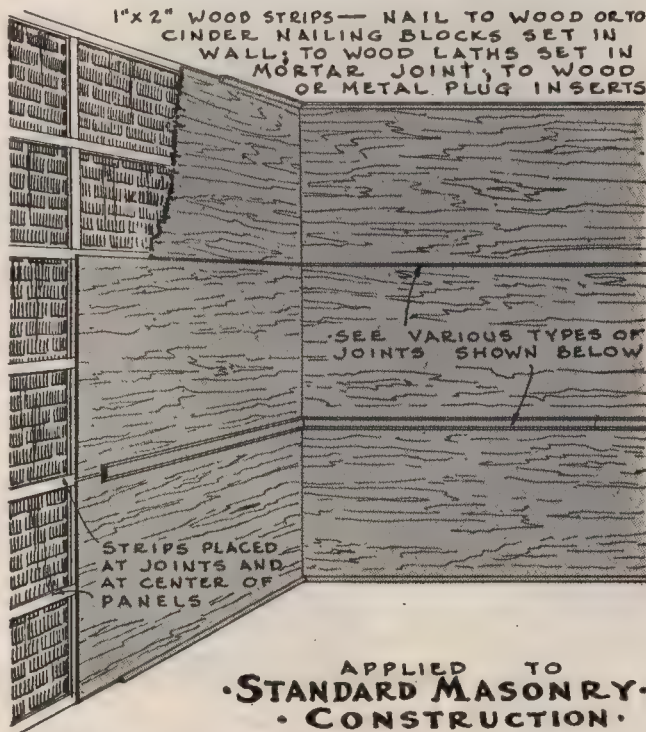 1"x 2" WOOD STRIPS — NAIL TO WOOD OR TO
CINDER NAILING BLOCKS SET IN
WALL; TO WOOD LATHS SET IN
MORTAR JOINT; TO WOOD
OR METAL PLUG INSERTS
·SEE VARIOUS TYPES OF
JOINTS SHOWN BELOW
STRIPS PLACED
AT JOINTS AND
AT CENTER OF
PANELS
APPLIED TO
·STANDARD MASONRY·
· CONSTRUCTION ·